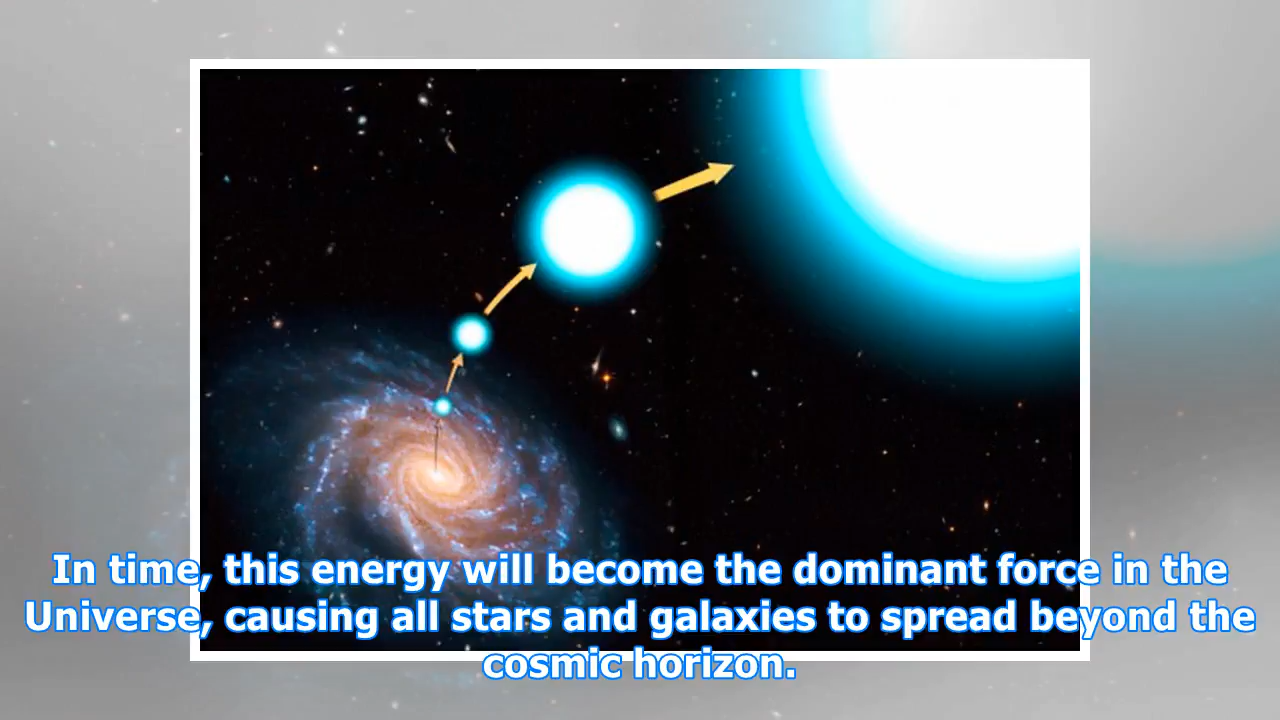 In time, this energy will become the dominant force in the
Universe, causing all stars and galaxies to spread beyond the
cosmic horizon.